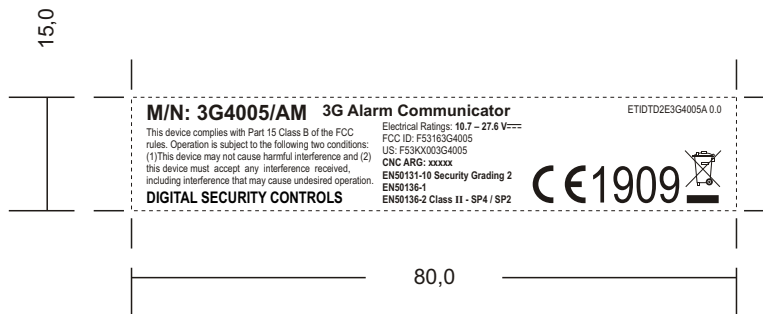 15,0
M/N: 3G4005/AM 3G Alarm Communicator
ETIDTD2E3G4005A 0.0
This device complies with Part 15 Class B of the FCC
rules. Operation is subject to the following two conditions:
(1)This device may not cause harmful interference and (2)
this device must accept any interference received,
including interference that may cause undesired operation.
DIGITAL SECURITY CONTROLS
Electrical Ratings: 10.7 – 27.6 V⎓
FCC ID: F53163G4005
US: F53KX003G4005
CNC ARG: xxxxx
EN50131-10 Security Grading 2
EN50136-1
EN50136-2 Class II - SP4 / SP2
CE1909
80,0